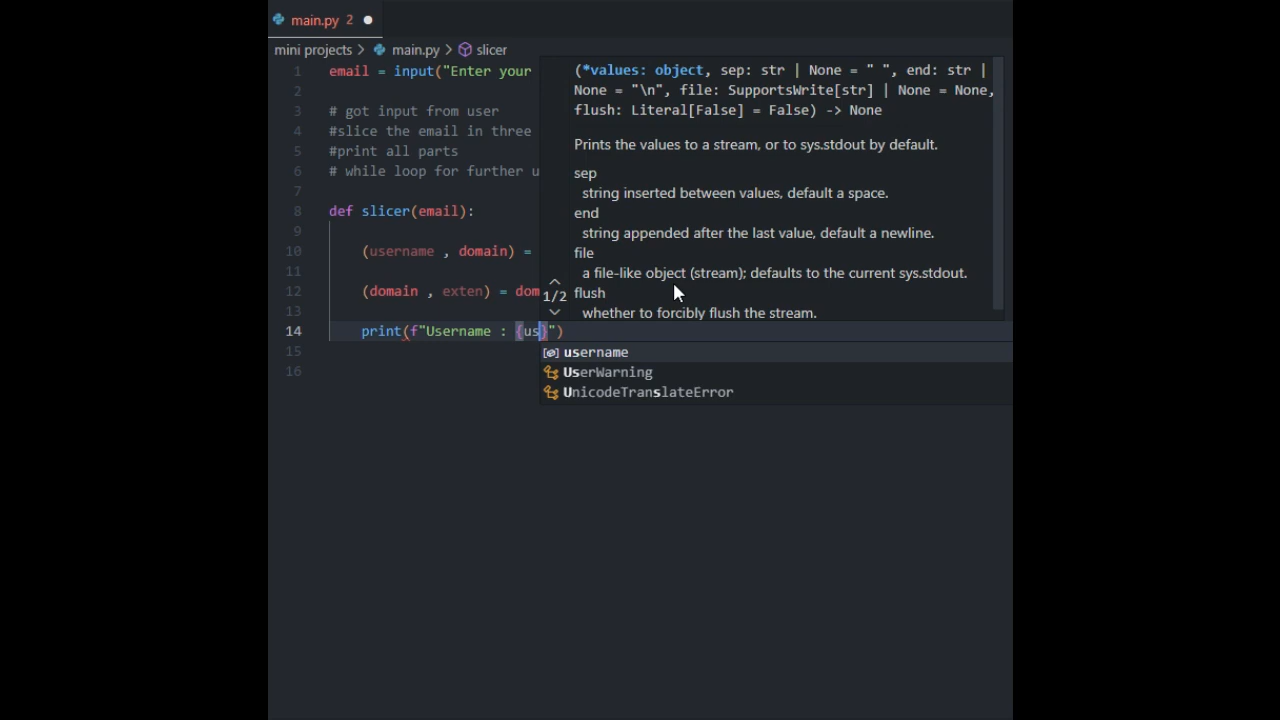 main.py 2
mini projects > main.py > slicer
1 email = input("Enter your
2
3 # got input from user
4 #slice the email in three
5 #print all parts
6 # while loop for further u
7
8 def slicer(email):
9
10 (username , domain) =
11
12 (domain , exten) = dom
13
14 print(f"Username : {us}")
15
16
(*values: object, sep: str | None = " ", end: str |
None = "\n", file: SupportsWrite[str] | None = None,
flush: Literal[False] = False) -> None
Prints the values to a stream, or to sys.stdout by default.
sep
string inserted between values, default a space.
end
string appended after the last value, default a newline.
file
a file-like object (stream); defaults to the current sys.stdout.
1/2
flush
whether to forcibly flush the stream.
username
UserWarning
UnicodeTranslateError